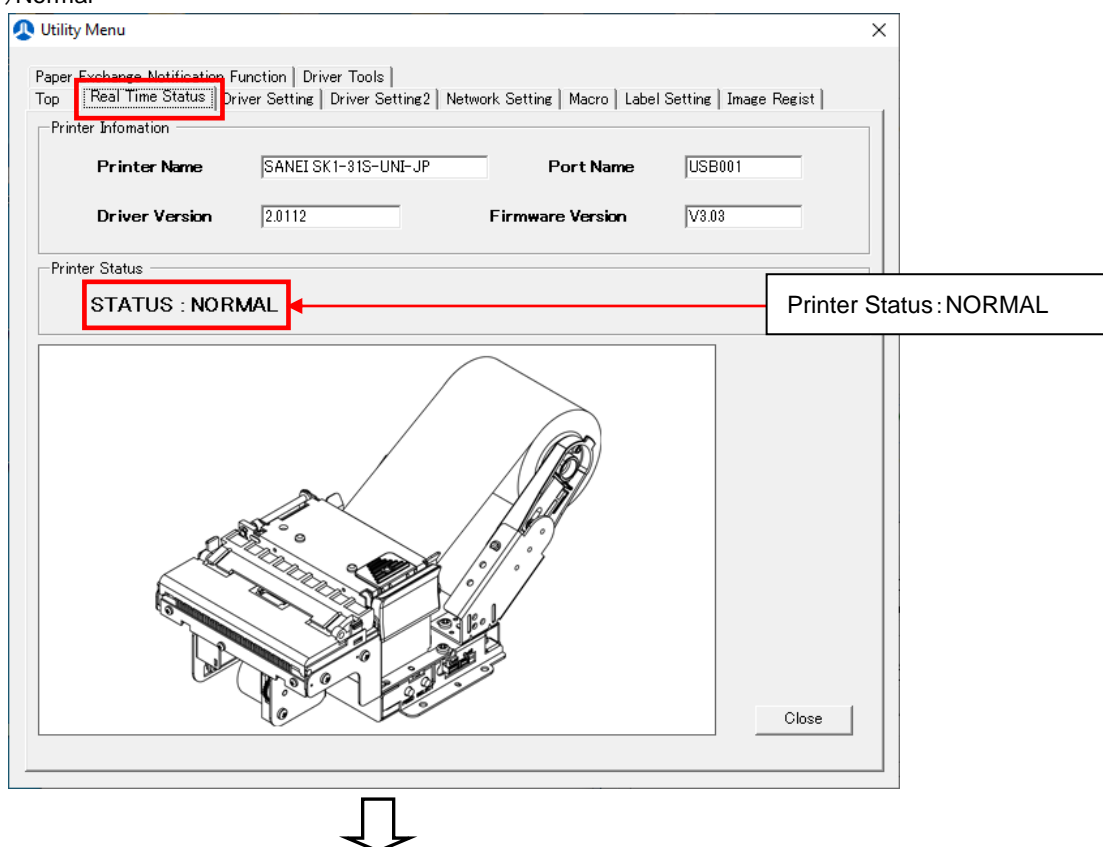 )Normal
Utility Menu
Paper Exchange Notification Function Driver Tools
Top Real Time Status Driver Setting Driver Setting2 Network Setting Macro Label Setting Image Regist
Printer Infomation
Printer Name SANEI SK1-31S-UNI-JP Port Name USB001
Driver Version 2.0112 Firmware Version V3.03
Printer Status
STATUS : NORMAL
Printer Status：NORMAL
Close